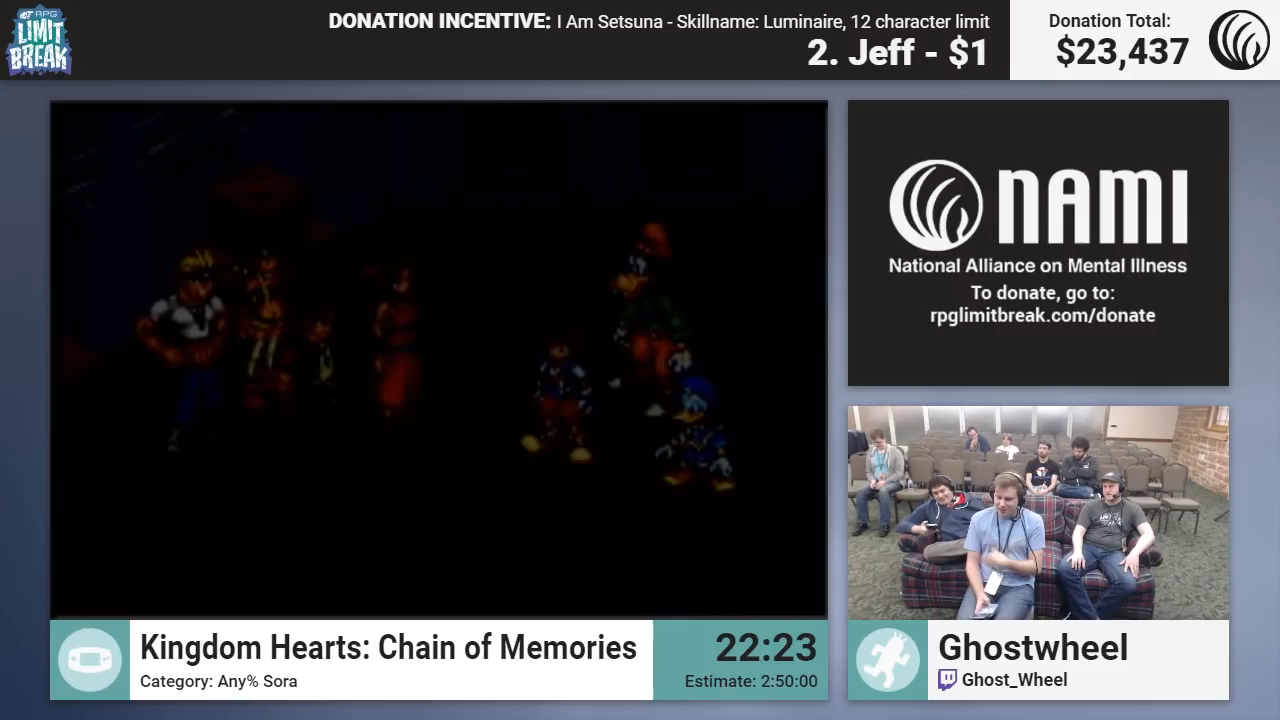 RPG
LIMIT
BREAK
DONATION INCENTIVE: I Am Setsuna - Skillname: Luminaire, 12 character limit
2. Jeff - $1
Donation Total:
$23,437
NAMI
National Alliance on Mental Illness
To donate, go to:
rpglimitbreak.com/donate
Kingdom Hearts: Chain of Memories
Category: Any% Sora
22:23
Estimate: 2:50:00
Ghostwheel
Ghost_Wheel